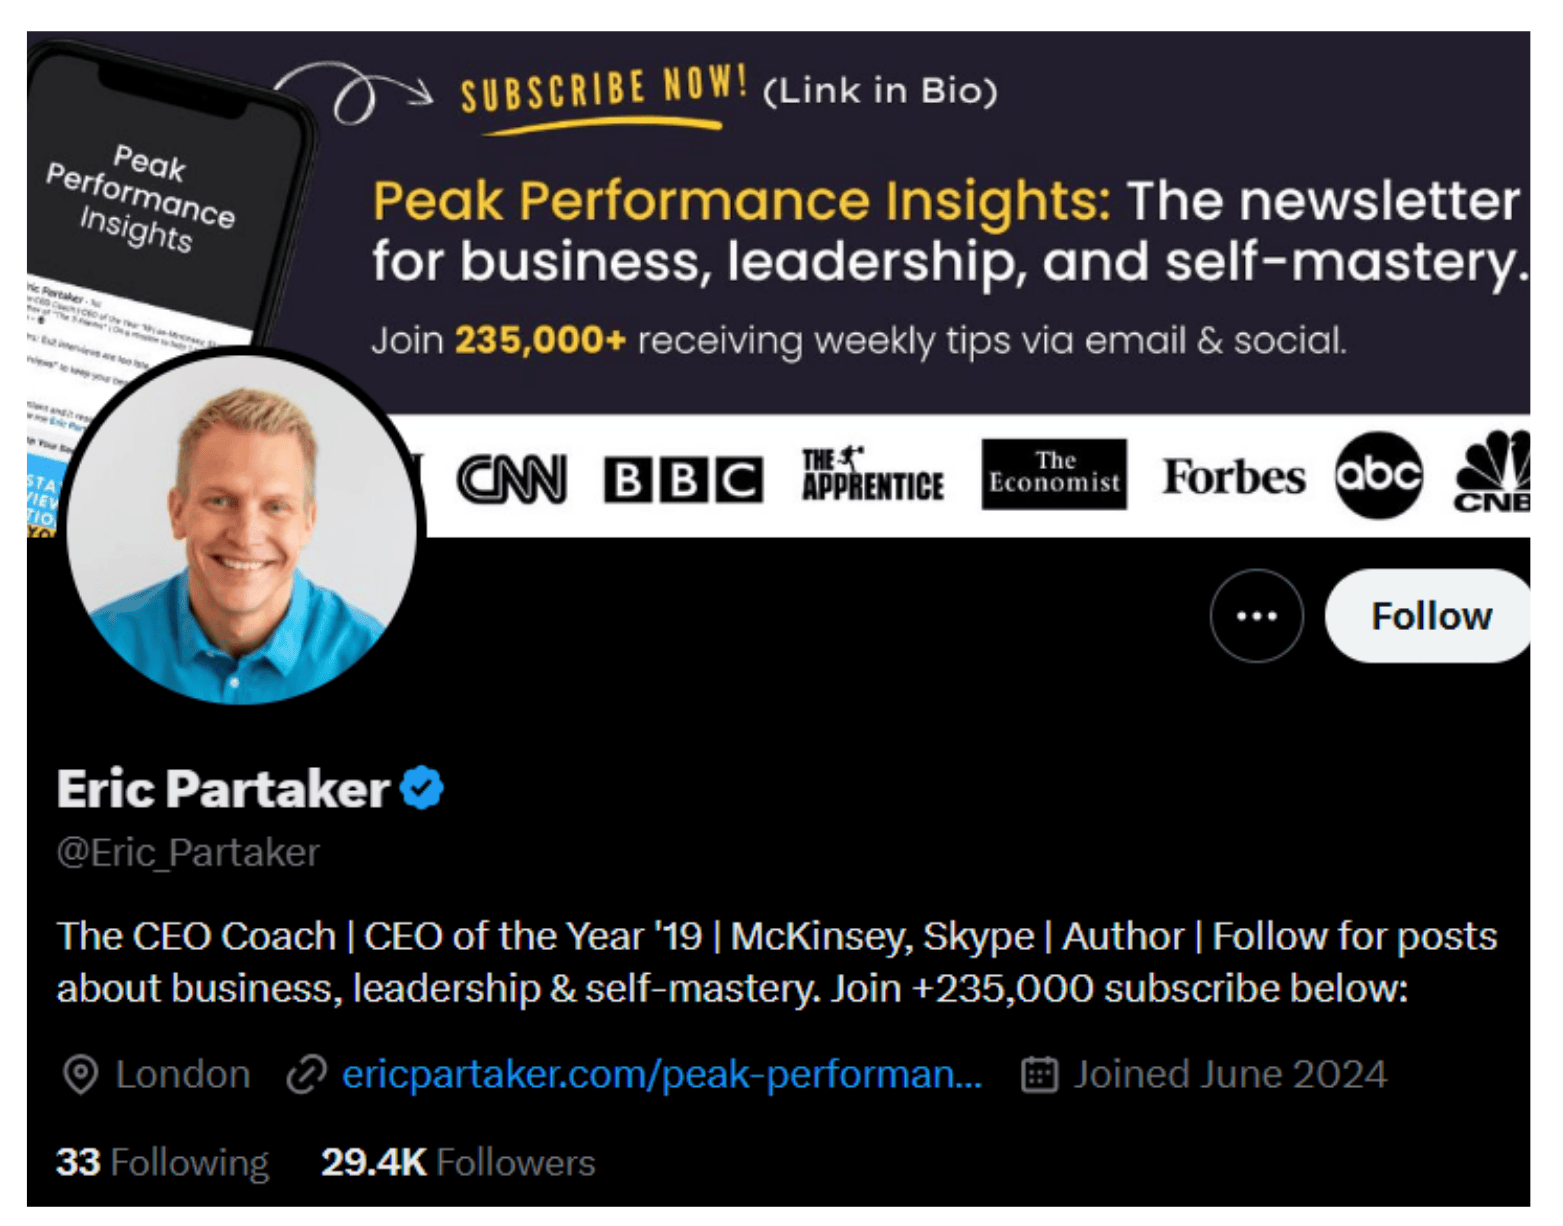 SUBSCRIBE NOW! (Link in Bio)
Peak
Performance
Insights
Peak Performance Insights: The newsletter
for business, leadership, and self-mastery.
Join 235,000+ receiving weekly tips via email & social.
CNN BBC THE APPRENTICE The Economist Forbes abc CNB
Follow
Eric Partaker
@Eric_Partaker
The CEO Coach | CEO of the Year '19 | McKinsey, Skype | Author | Follow for posts
about business, leadership & self-mastery. Join +235,000 subscribe below:
London ericpartaker.com/peak-performan... Joined June 2024
33 Following 29.4K Followers